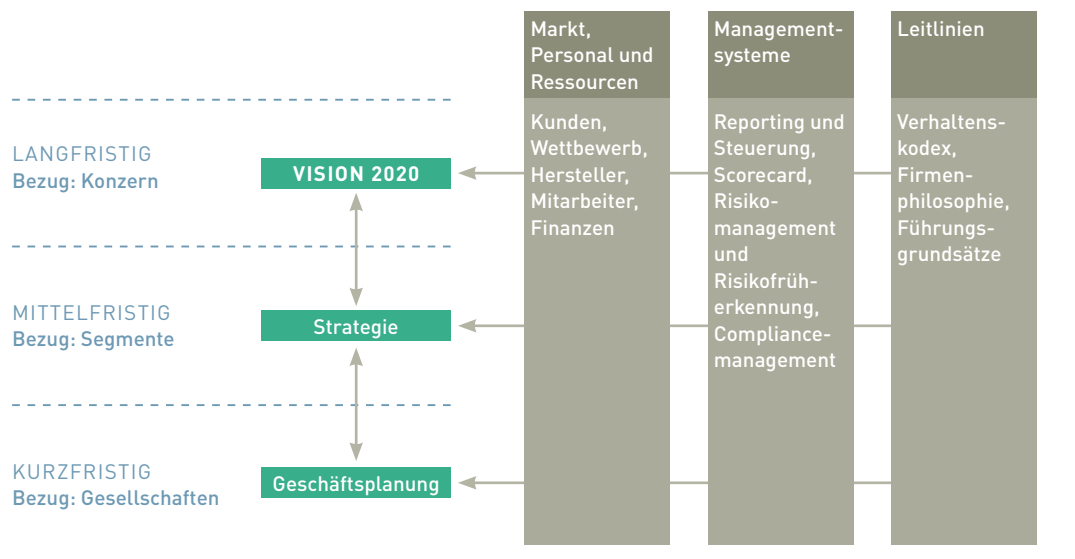 Markt,
Personal und
Ressourcen
Kunden,
Wettbewerb,
Hersteller,
Mitarbeiter,
Finanzen
Management-
systeme
Reporting und
Steuerung,
Scorecard,
Risiko-
management
und
Risikofrüh-
erkennung,
Compliance-
management
Leitlinien
Verhaltens-
kodex,
Firmen-
philosophie,
Führungs-
grundsätze
LANGFRISTIG
Bezug: Konzern
VISION 2020
MITTELFRISTIG
Bezug: Segmente
Strategie
KURZFRISTIG
Bezug: Gesellschaften
Geschäftsplanung